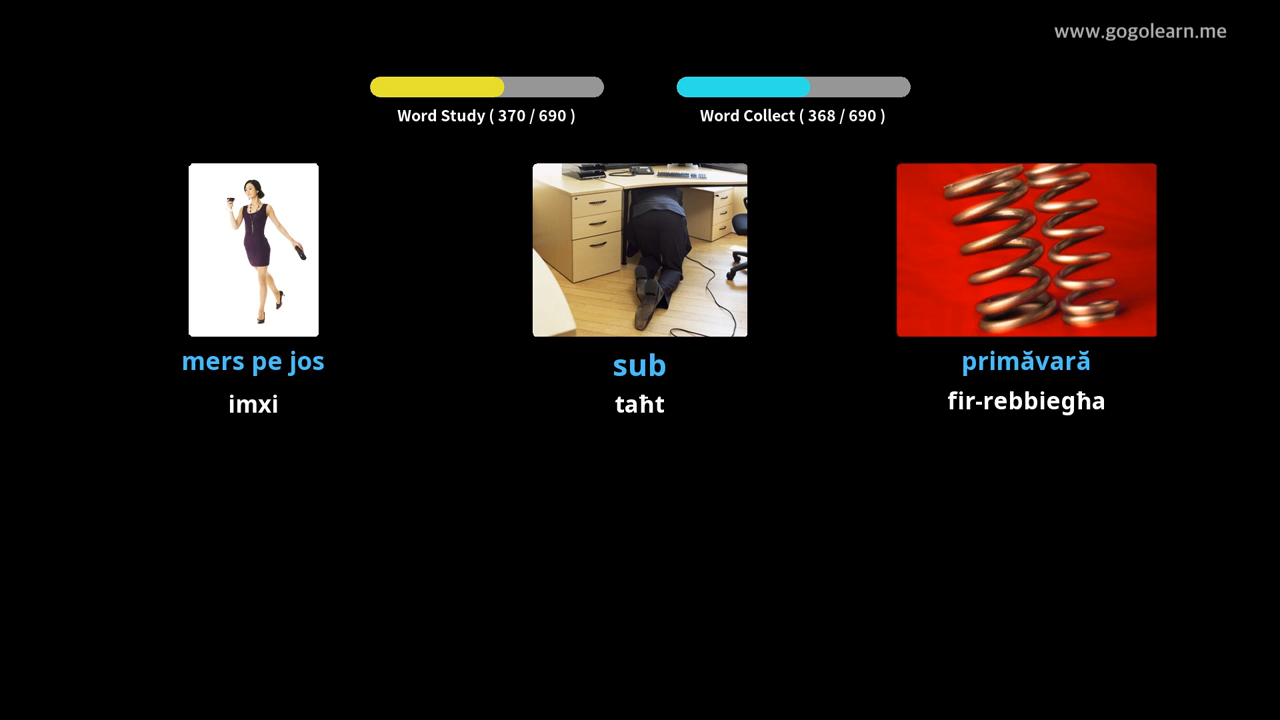 www.gogolearn.me
Word Study ( 370 / 690 )
Word Collect ( 368 / 690 )
mers pe jos
sub
primăvară
imxi
taħt
fir-rebbiegħa